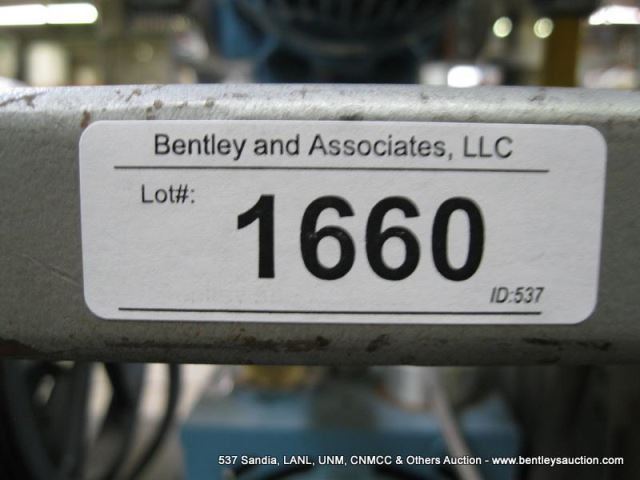 Bentley and Associates, LLC
Lot#:
1660
ID:537
537 Sandia, LANL, UNM, CNMCC & Others Auction - www.bentleysauction.com